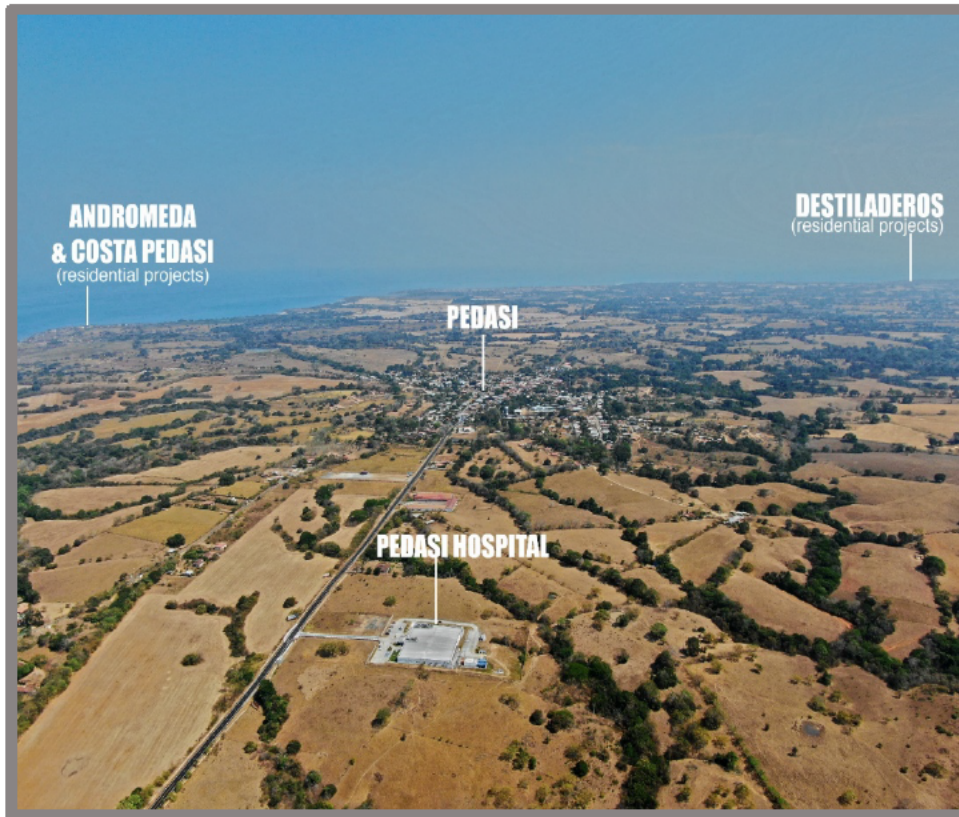 ANDROMEDA
& COSTA PEDASI
(residential projects)
DESTILADEROS
(residential projects)
PEDASI
PEDASI HOSPITAL